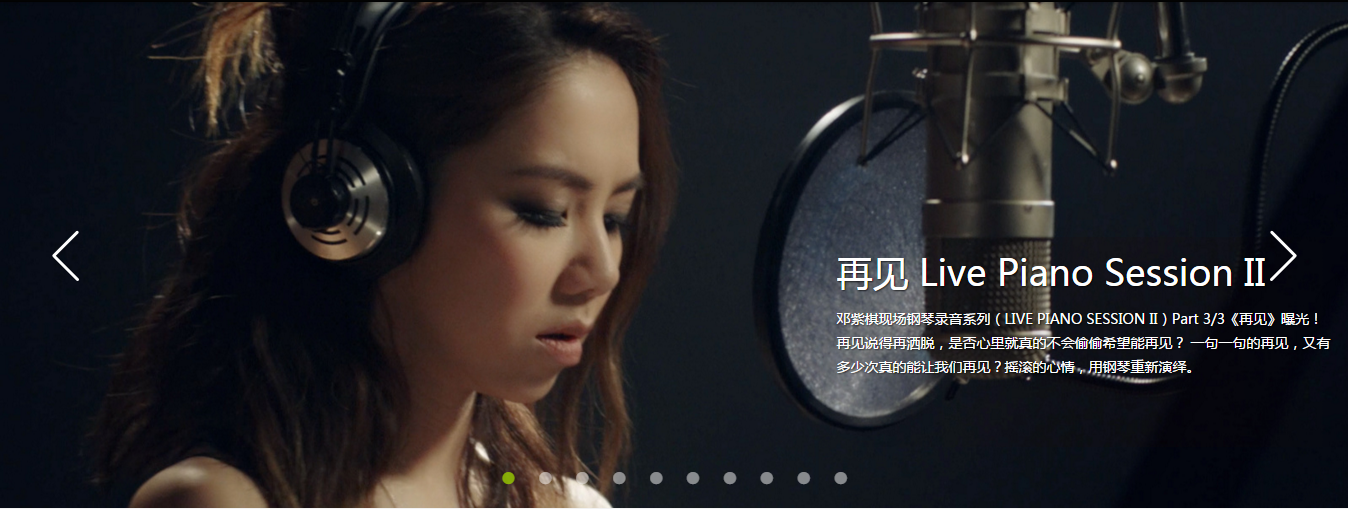 再见 Live Piano Session II
邓紫棋现场钢琴录音系列（LIVE PIANO SESSION II）Part 3/3《再见》曝光！
再见说得再洒脱，是否心里就真的不会偷偷希望能再见？ 一句一句的再见，又有
多少次真的能让我们再见？摇滚的心情，用钢琴重新演绎。